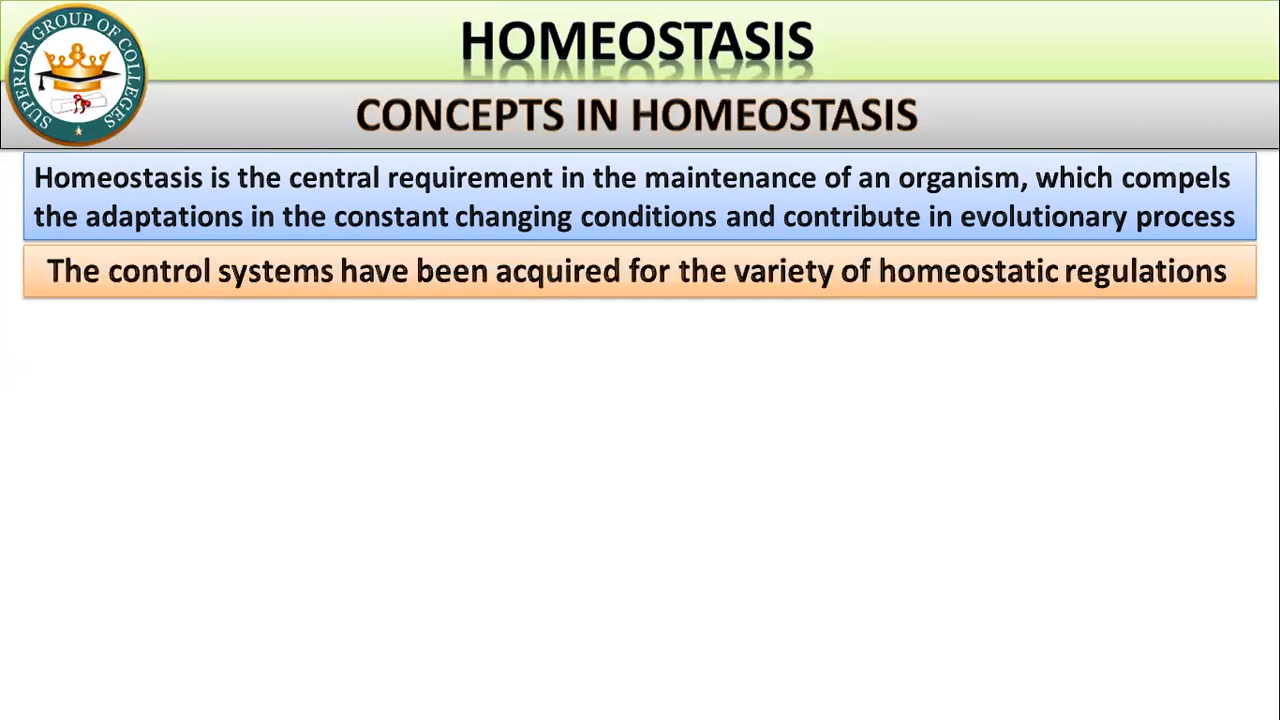 HOMEOSTASIS
SUPERIOR GROUP OF COLLEGES
CONCEPTS IN HOMEOSTASIS
Homeostasis is the central requirement in the maintenance of an organism, which compels
the adaptations in the constant changing conditions and contribute in evolutionary process
The control systems have been acquired for the variety of homeostatic regulations